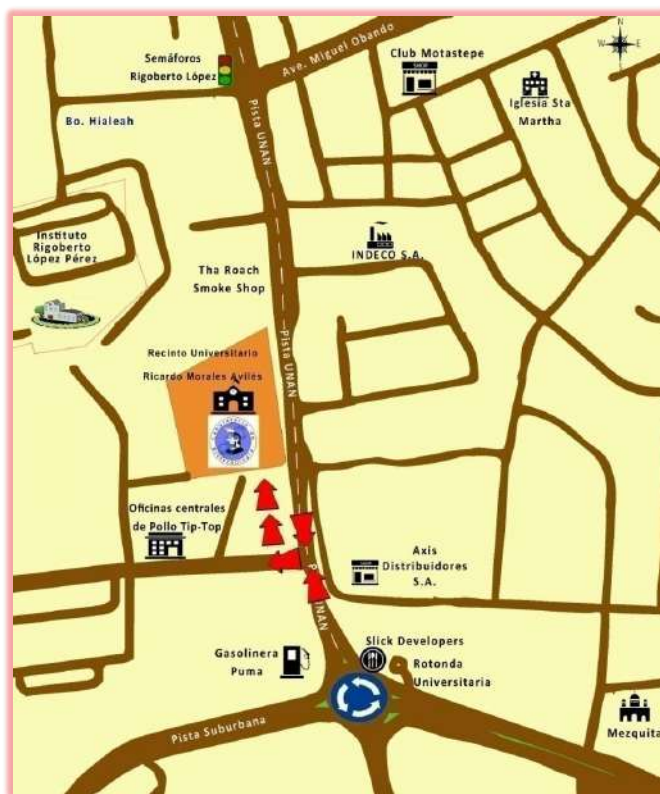 N
W E
S
Semáforos
Rigoberto López
Ave. Miguel Obando
Club Motastepe
SHOP
Iglesia Sta
Martha
Bo. Hialeah
Pista UNAN
Instituto
Rigoberto
López Pérez
INDECO S.A.
Tha Roach
Smoke Shop
Pista UNAN
Recinto Universitario
Ricardo Morales Avilés
Oficinas centrales
de Pollo Tip-Top
Axis
Distribuidores
S.A.
UNAN
Gasolinera
Puma
Slick Developers
Rotonda
Universitaria
Pista Suburbana
Mezquita